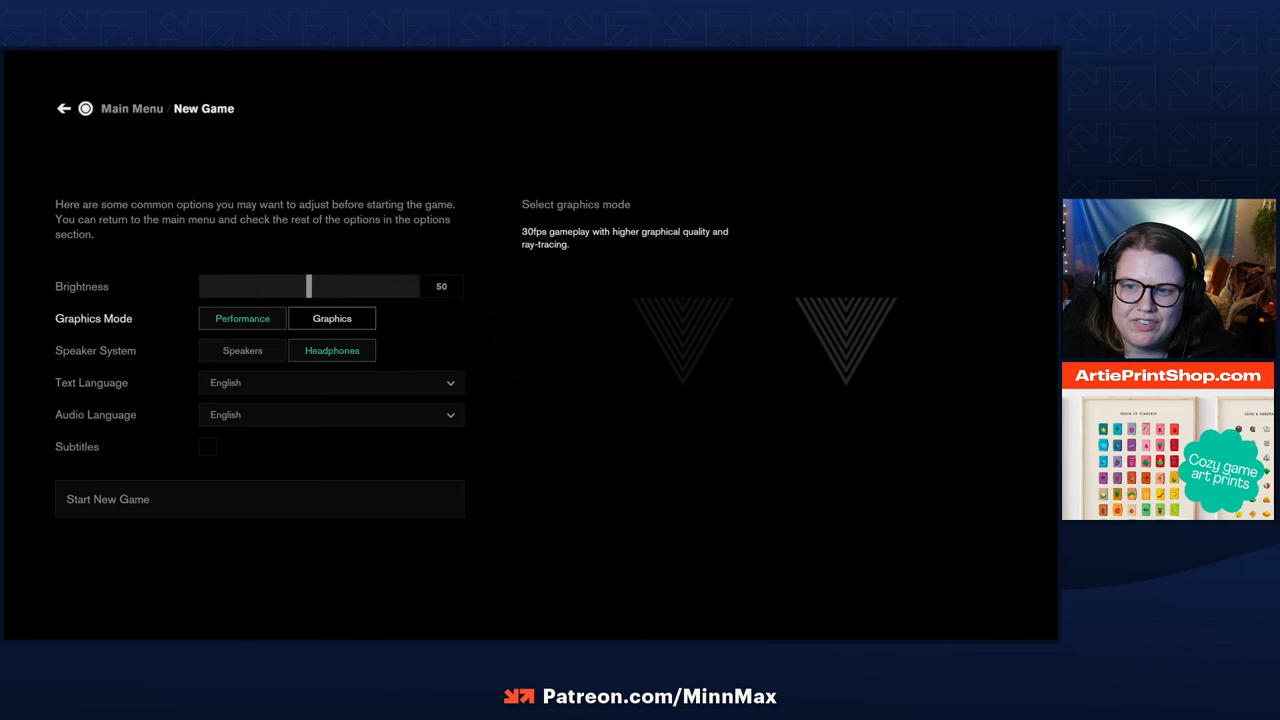 Main Menu / New Game
Here are some common options you may want to adjust before starting the game.
You can return to the main menu and check the rest of the options in the options
section.
Brightness
50
Graphics Mode
Performance
Graphics
Speaker System
Speakers
Headphones
Text Language
English
Audio Language
English
Subtitles
Start New Game
Select graphics mode
30fps gameplay with higher graphical quality and
ray-tracing.
ArtiePrintShop.com
Cozy game
art prints
Patreon.com/MinnMax